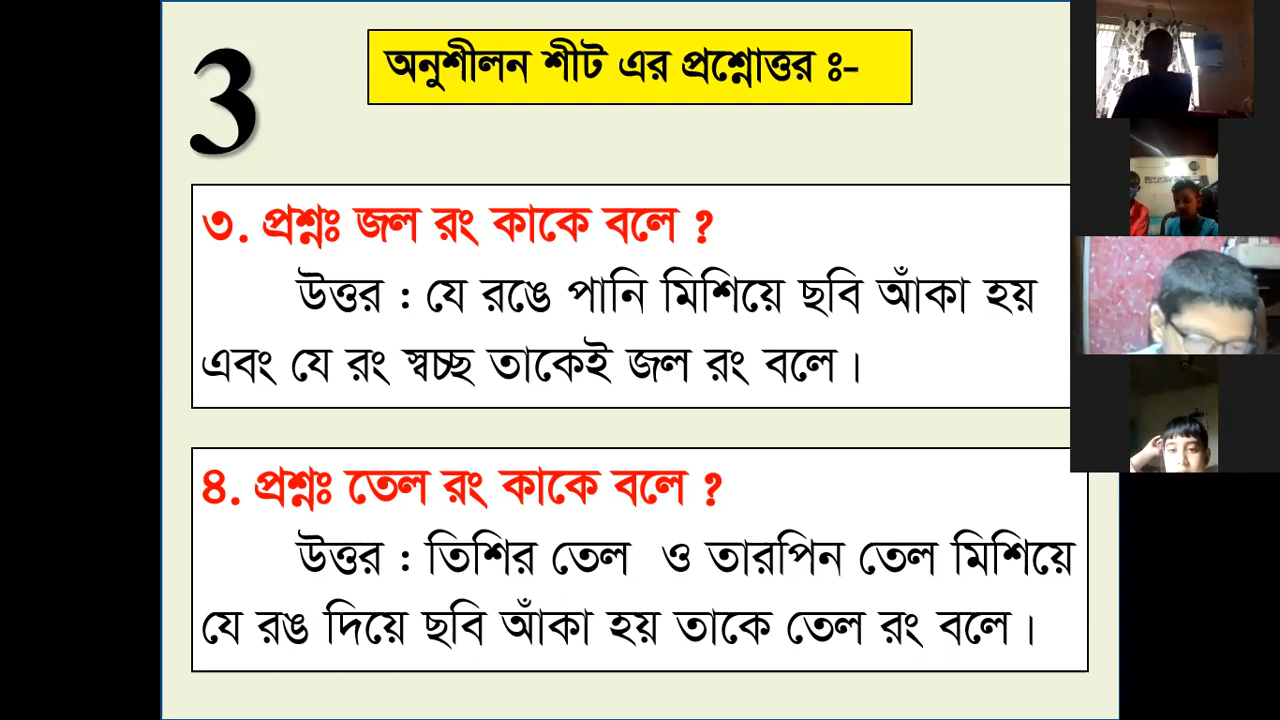 3
অনুশীলন শীট এর প্রশ্নোত্তর ঃ-
৩. প্রশ্নঃ জল রং কাকে বলে ?
উত্তর : যে রঙে পানি মিশিয়ে ছবি আঁকা হয়
এবং যে রং স্বচ্ছ তাকেই জল রং বলে।
৪. প্রশ্নঃ তেল রং কাকে বলে ?
উত্তর : তিশির তেল ও তারপিন তেল মিশিয়ে
যে রঙ দিয়ে ছবি আঁকা হয় তাকে তেল রং বলে।